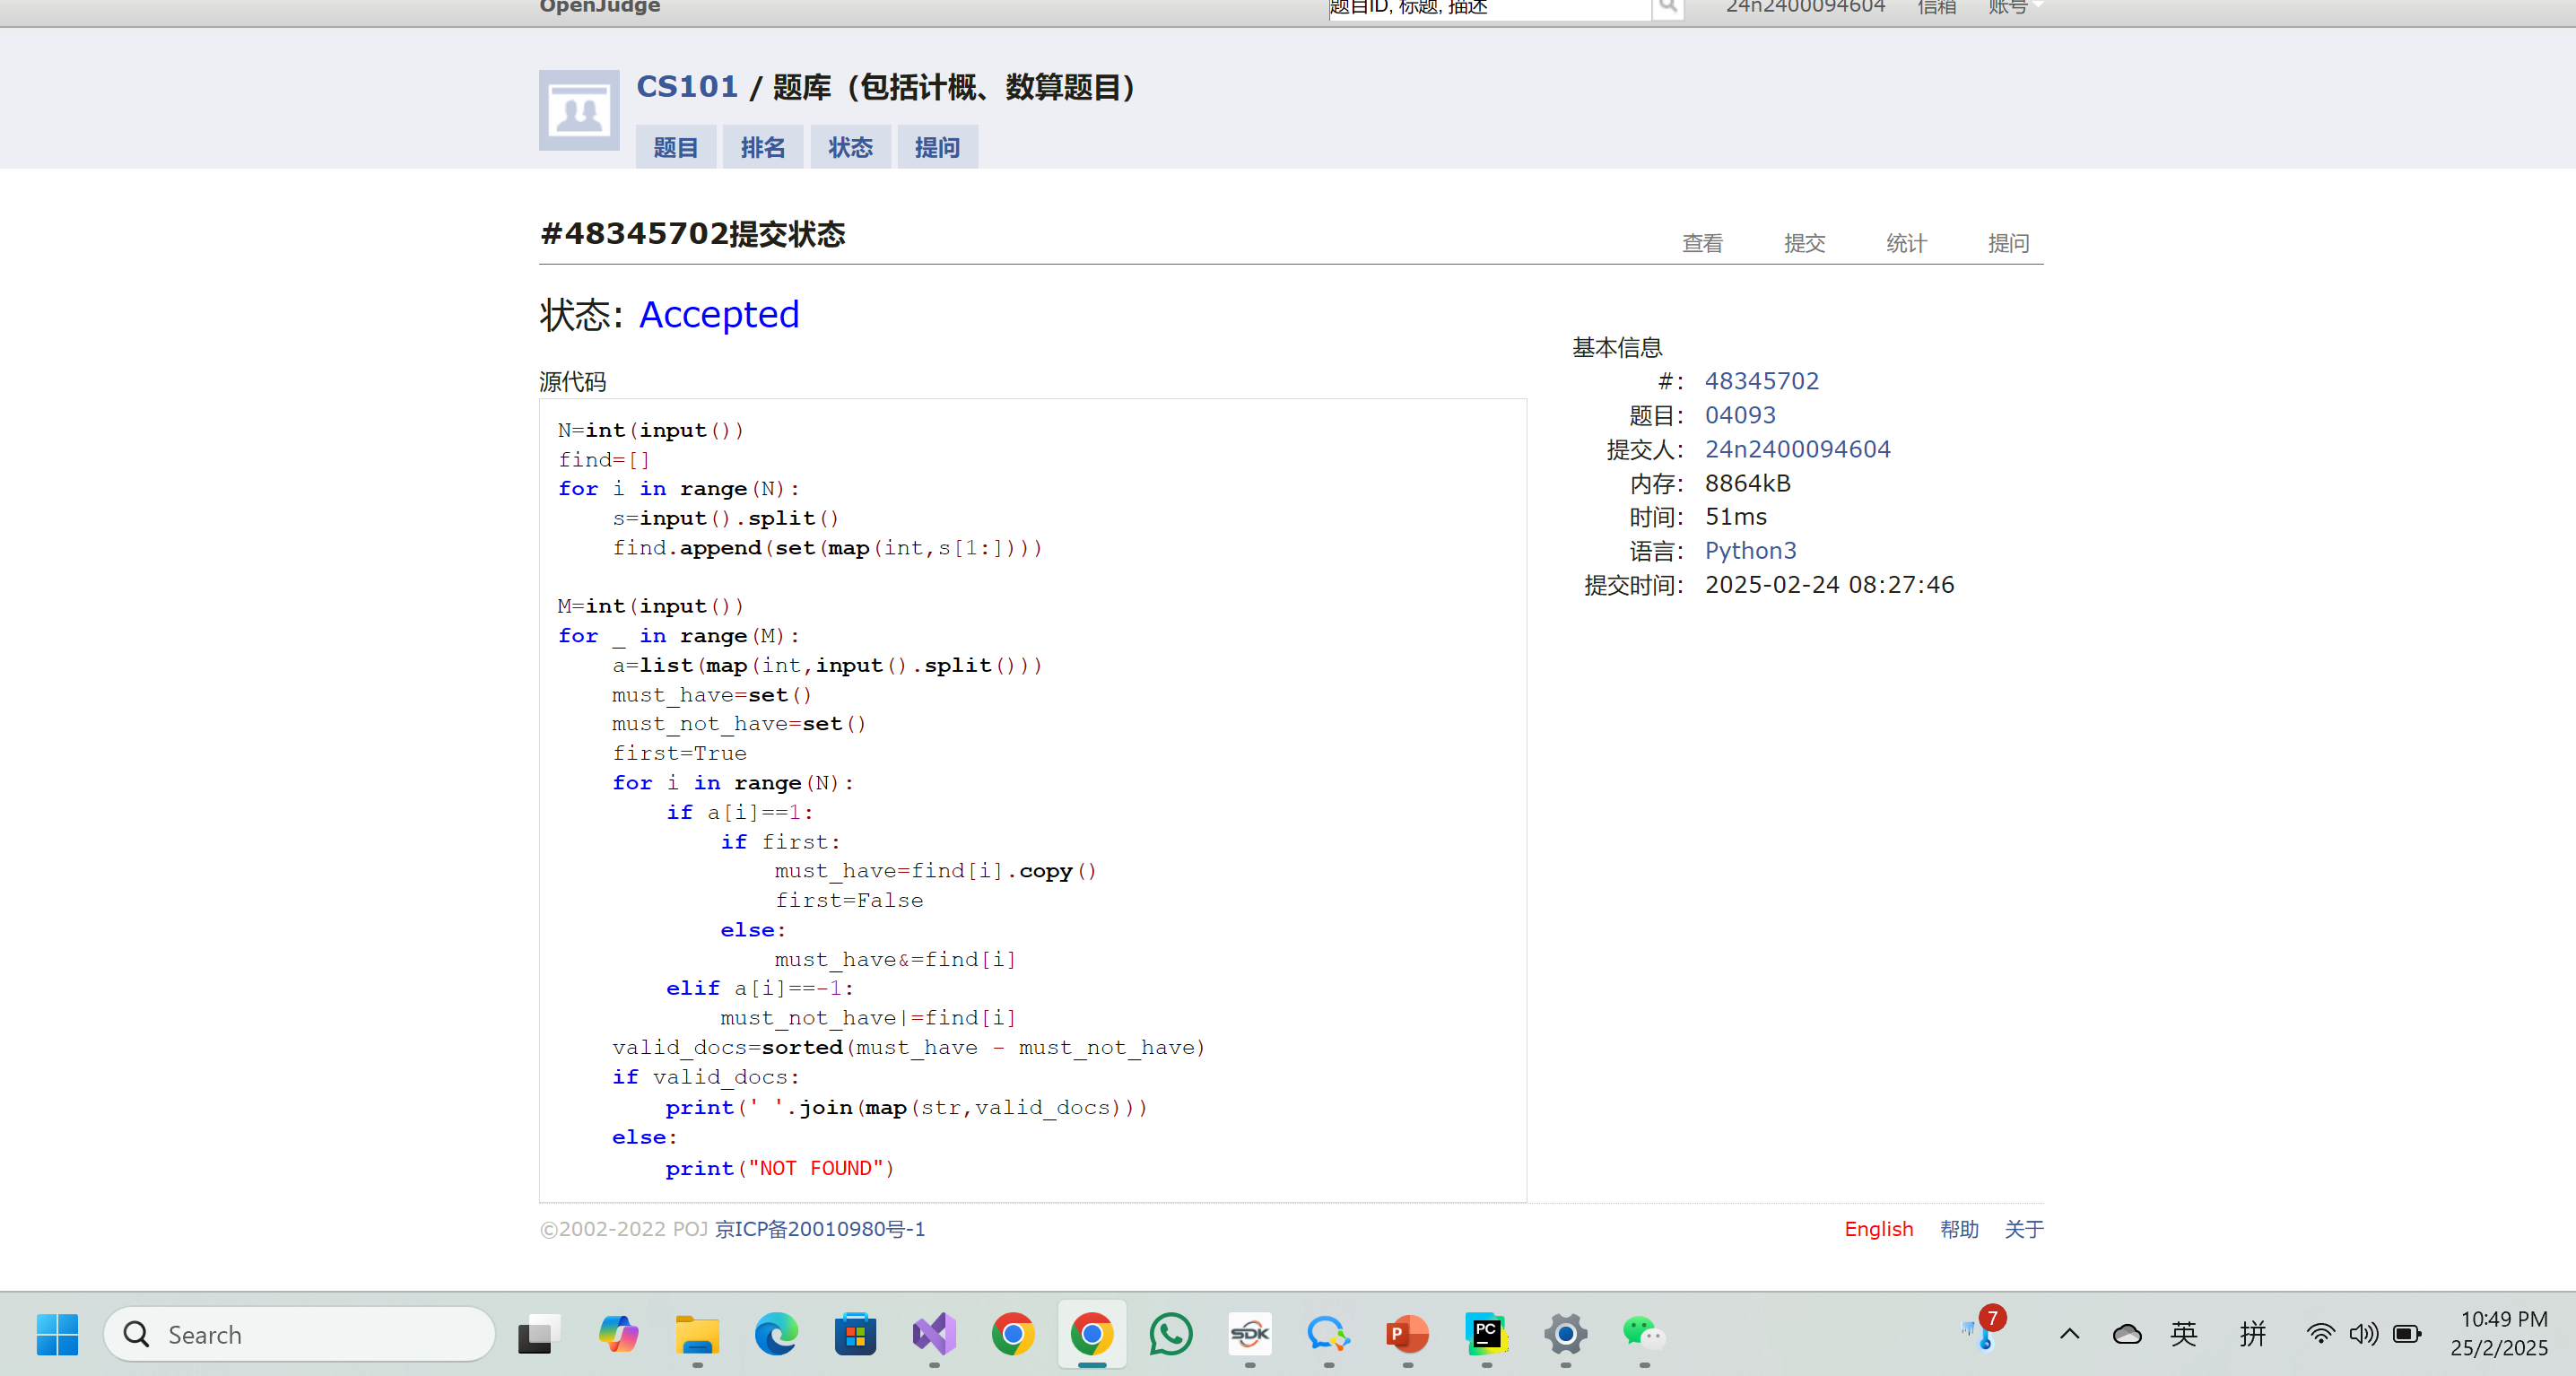 OpenJudge
题目ID, 标题, 描述
24n2400094604 信箱 账号
CS101 / 题库（包括计概、数算题目）
题目 排名 状态 提问
#48345702提交状态
查看 提交 统计 提问
状态: Accepted
源代码
N=int(input())
find=[]
for i in range(N):
    s=input().split()
    find.append(set(map(int,s[1:])))

M=int(input())
for _ in range(M):
    a=list(map(int,input().split()))
    must_have=set()
    must_not_have=set()
    first=True
    for i in range(N):
        if a[i]==1:
            if first:
                must_have=find[i].copy()
                first=False
            else:
                must_have&=find[i]
        elif a[i]==-1:
            must_not_have|=find[i]
    valid_docs=sorted(must_have - must_not_have)
    if valid_docs:
        print(' '.join(map(str,valid_docs)))
    else:
        print("NOT FOUND")
基本信息
#: 48345702
题目: 04093
提交人: 24n2400094604
内存: 8864kB
时间: 51ms
语言: Python3
提交时间: 2025-02-24 08:27:46
©2002-2022 POJ 京ICP备20010980号-1
English 帮助 关于
Search
SDK
P
PC
7
英
拼
10:49 PM
25/2/2025